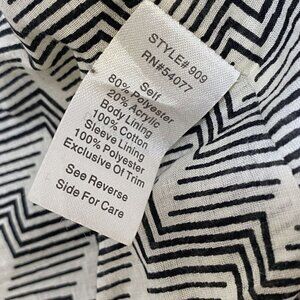 STYLE# 909
RN#54077
Self
80% Polyester
20% Acrylic
Body Lining
100% Cotton
Sleeve Lining
100% Polyester
Exclusive Of Trim
See Reverse
Side For Care